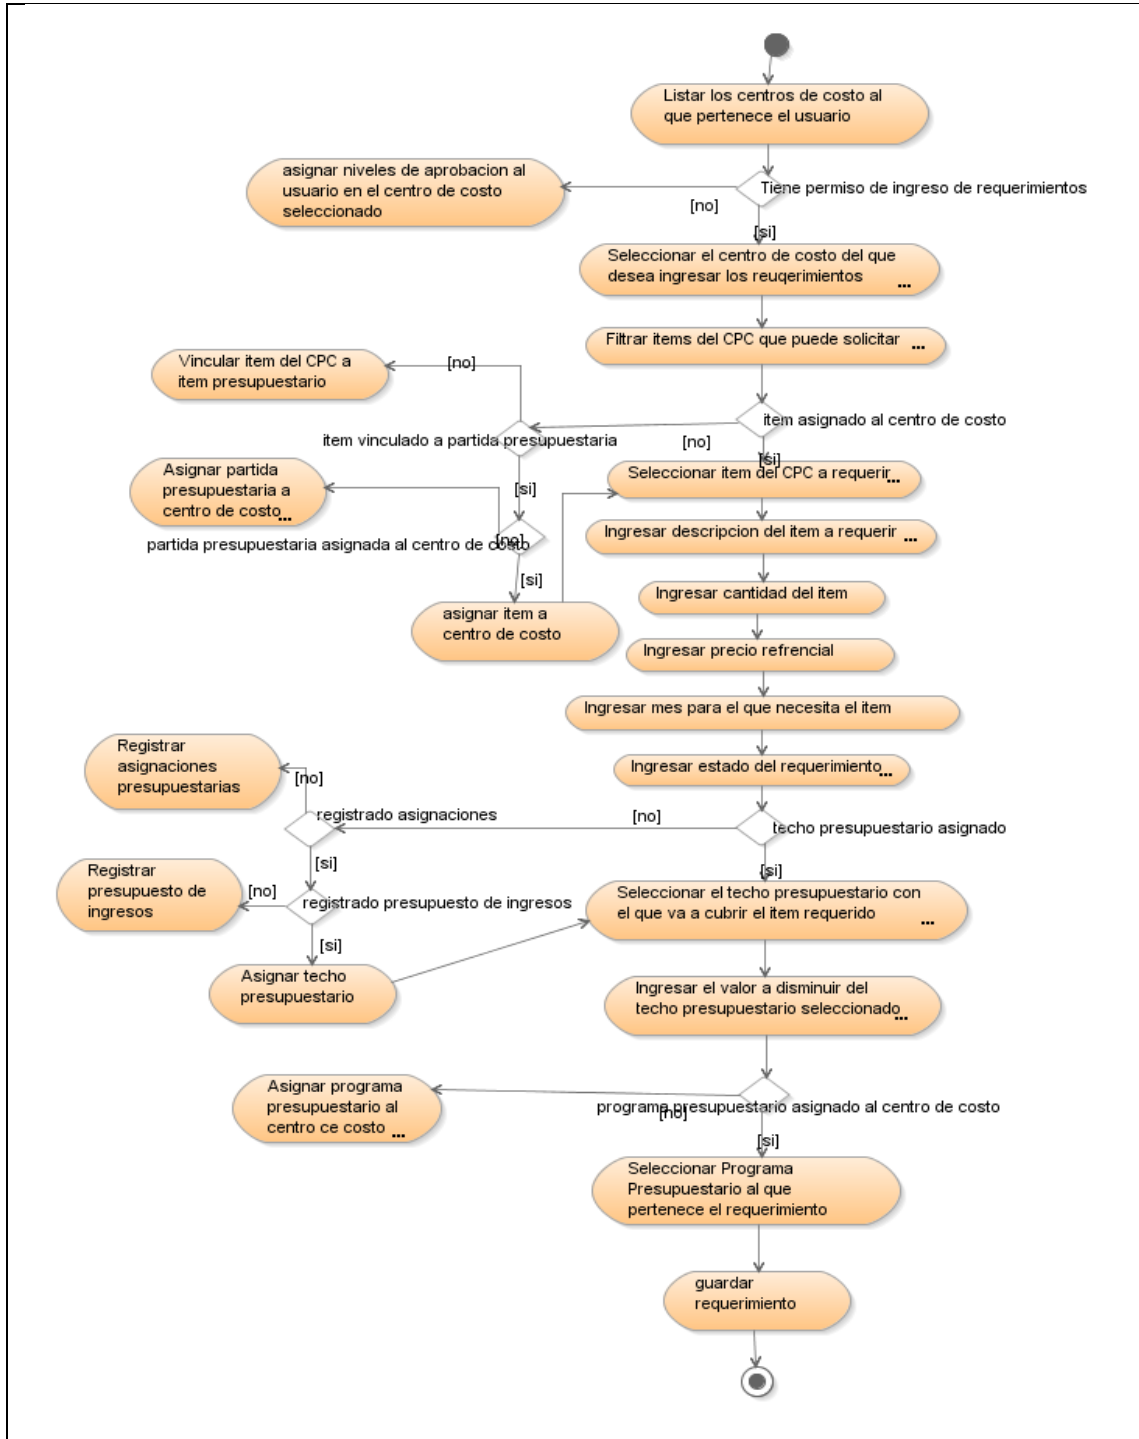 Listar los centros de costo al
que pertenece el usuario
asignar niveles de aprobacion al
usuario en el centro de costo
seleccionado
Tiene permiso de ingreso de requerimientos
[no]
[si]
Seleccionar el centro de costo del que
desea ingresar los reuqerimientos
...
Filtrar items del CPC que puede solicitar
...
Vincular item del CPC a
item presupuestario
[no]
item asignado al centro de costo
item vinculado a partida presupuestaria
[no]
[si]
Asignar partida
presupuestaria a
centro de costo
...
Seleccionar item del CPC a requerir
...
[si]
Ingresar descripcion del item a requerir
...
[no]
partida presupuestaria asignada al centro de costo
[si]
asignar item a
centro de costo
Ingresar cantidad del item
Ingresar precio refrencial
Ingresar mes para el que necesita el item
Registrar
asignaciones
presupuestarias
[no]
Ingresar estado del requerimiento
...
registrado asignaciones
[no]
techo presupuestario asignado
[si]
[si]
Registrar
presupuesto de
ingresos
[no]
registrado presupuesto de ingresos
Seleccionar el techo presupuestario con
el que va a cubrir el item requerido
...
[si]
Asignar techo
presupuestario
Ingresar el valor a disminuir del
techo presupuestario seleccionado
...
Asignar programa
presupuestario al
centro ce costo
...
programa presupuestario asignado al centro de costo
[no]
[si]
Seleccionar Programa
Presupuestario al que
pertenece el requerimiento
guardar
requerimiento